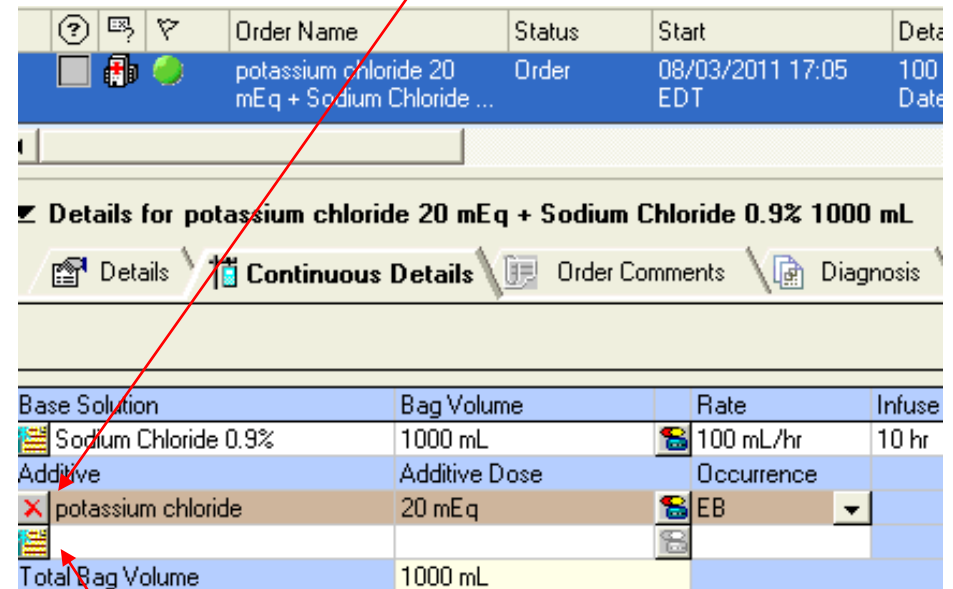 Order Name Status Start Deta
potassium chloride 20 Order 08/03/2011 17:05 100
mEq + Sodium Chloride ... EDT Date
Details for potassium chloride 20 mEq + Sodium Chloride 0.9% 1000 mL
Details Continuous Details Order Comments Diagnosis
Base Solution Bag Volume Rate Infuse
Sodium Chloride 0.9% 1000 mL 100 mL/hr 10 hr
Additive Additive Dose Occurrence
potassium chloride 20 mEq EB
Total Bag Volume 1000 mL